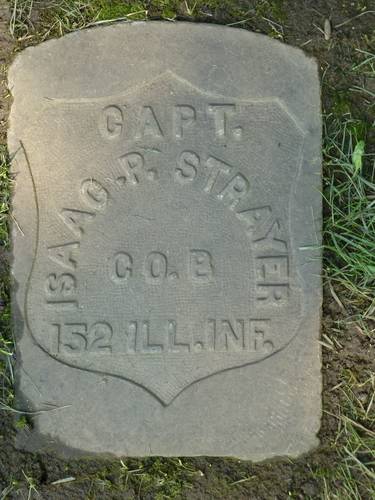 CAPT.
ISAAC P. STRAYER
CO. B
152 ILL. INF.